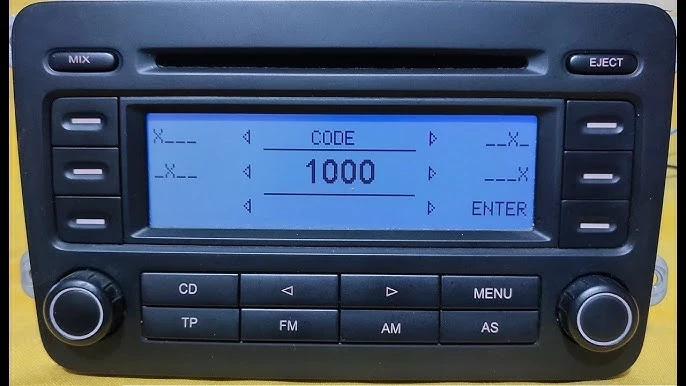 MIX
EJECT
X___ CODE __X_
_X__ 1000 ___X
ENTER
CD MENU
TP FM AM AS